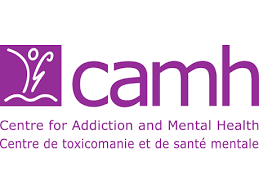 camh
Centre for Addiction and Mental Health
Centre de toxicomanie et de santé mentale